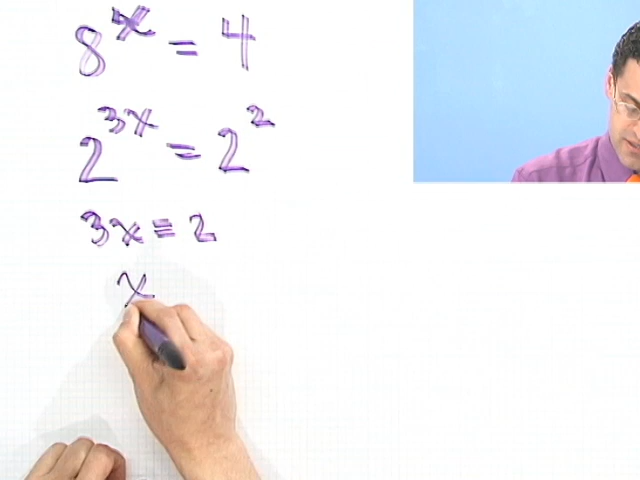 8^x = 4
2^3x = 2^2
3x = 2
x